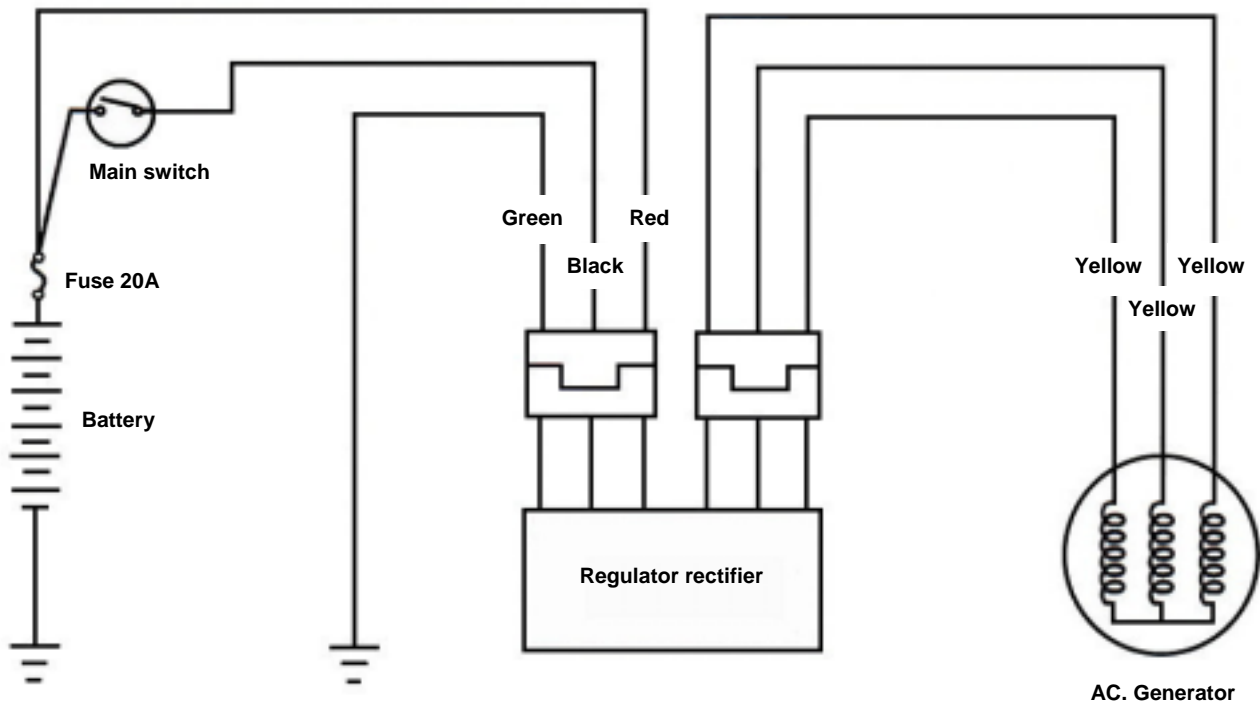 Main switch
Green
Red
Black
Fuse 20A
Yellow
Yellow
Yellow
Battery
Regulator rectifier
AC. Generator